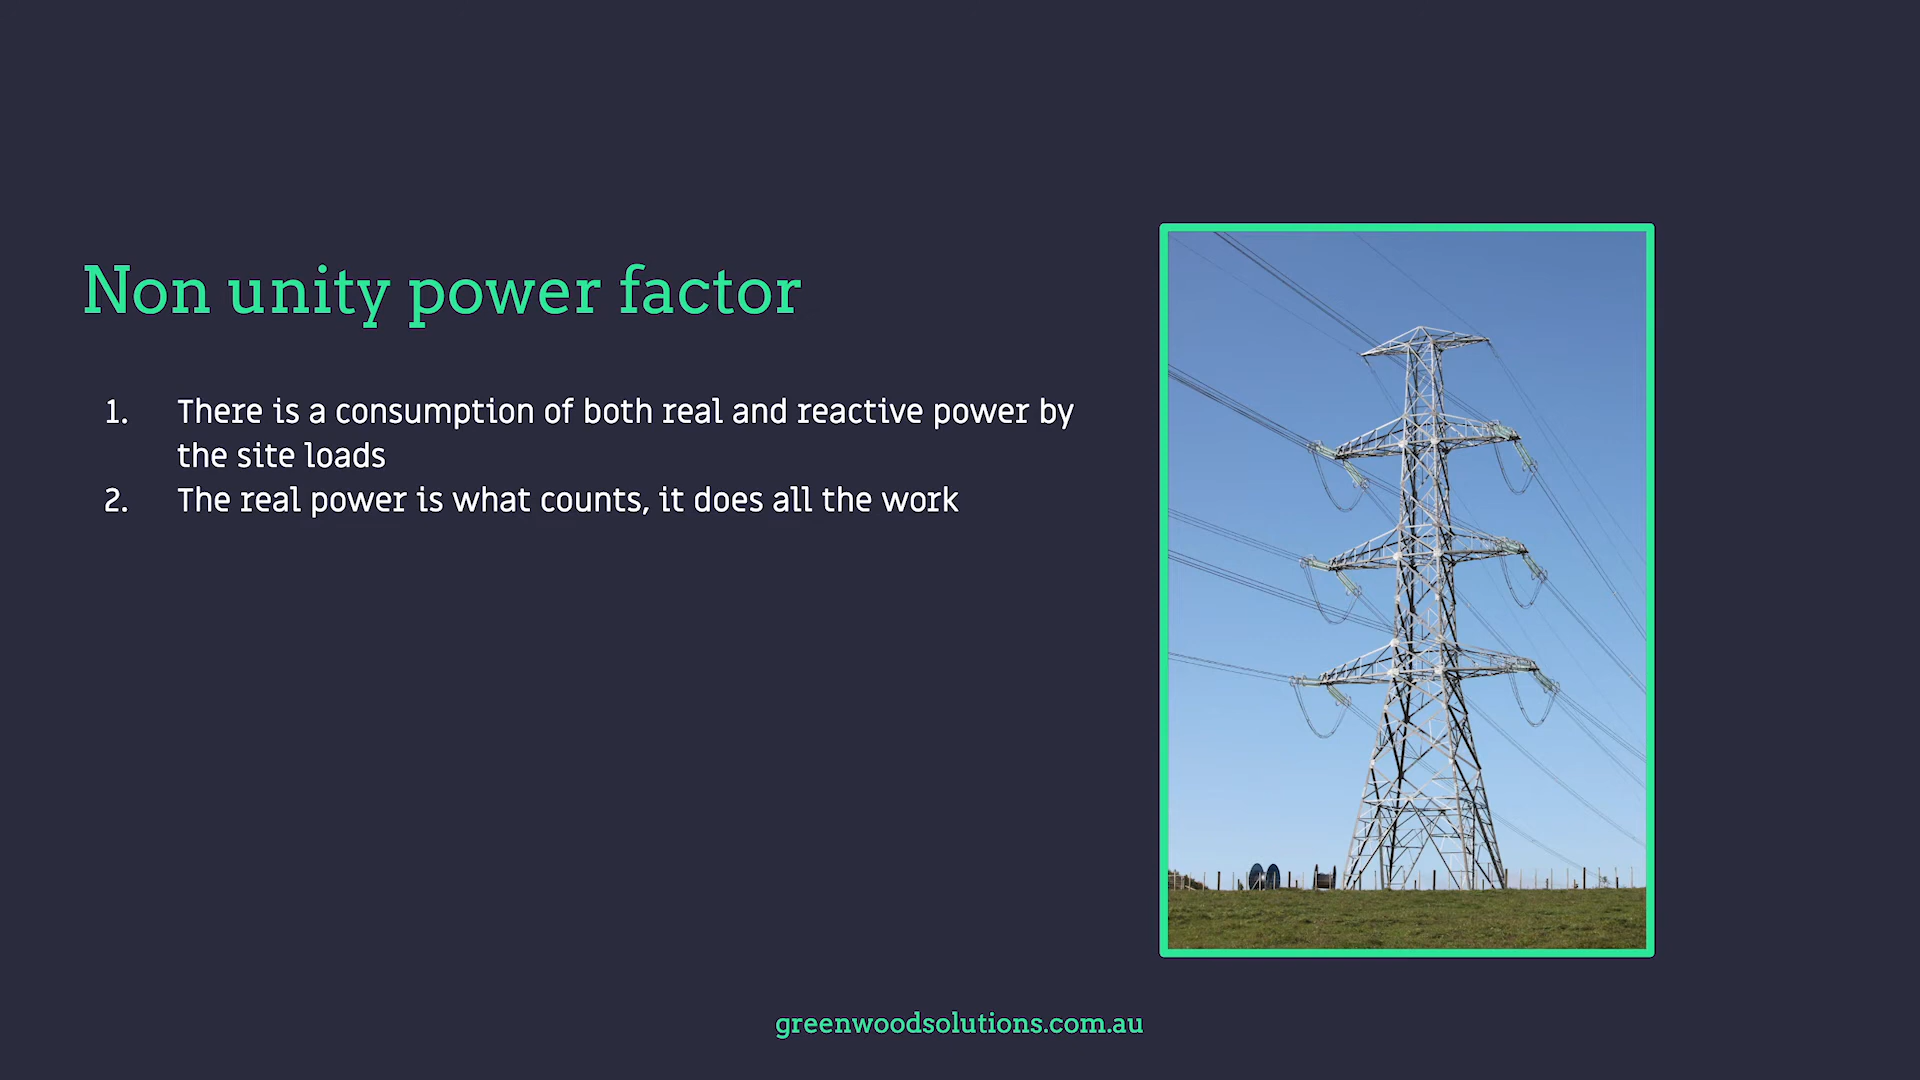 Non unity power factor
1. There is a consumption of both real and reactive power by
the site loads
2. The real power is what counts, it does all the work
greenwoodsolutions.com.au